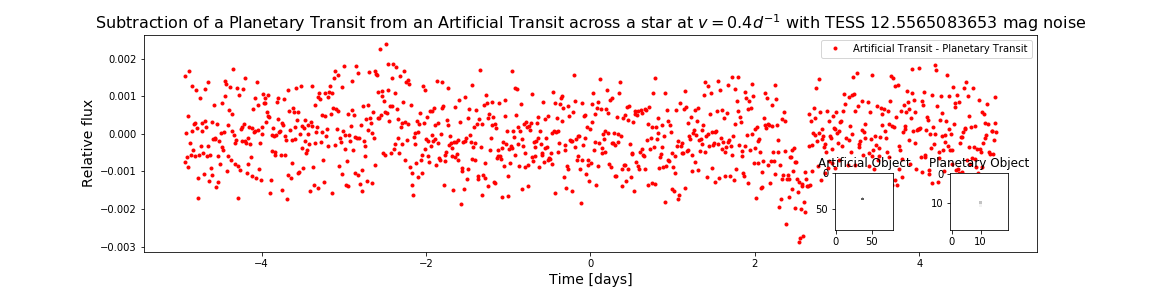 Subtraction of a Planetary Transit from an Artificial Transit across a star at v = 0.4d⁻¹ with TESS 12.5565083653 mag noise
Artificial Transit - Planetary Transit
Relative flux
0.002
0.001
0.000
−0.001
−0.002
−0.003
Artificial Object
0
50
0 50
Planetary Object
0
10
0 10
−4 −2 0 2 4
Time [days]